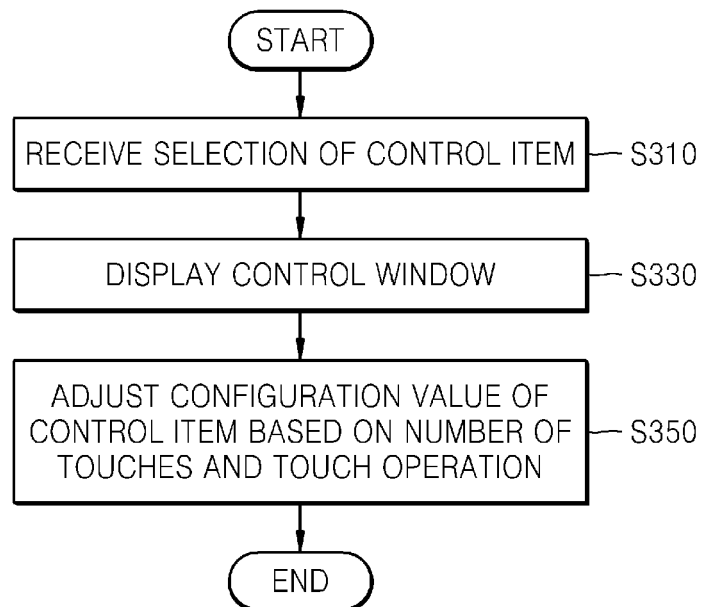 START
RECEIVE SELECTION OF CONTROL ITEM
S310
DISPLAY CONTROL WINDOW
S330
ADJUST CONFIGURATION VALUE OF
CONTROL ITEM BASED ON NUMBER OF
TOUCHES AND TOUCH OPERATION
S350
END